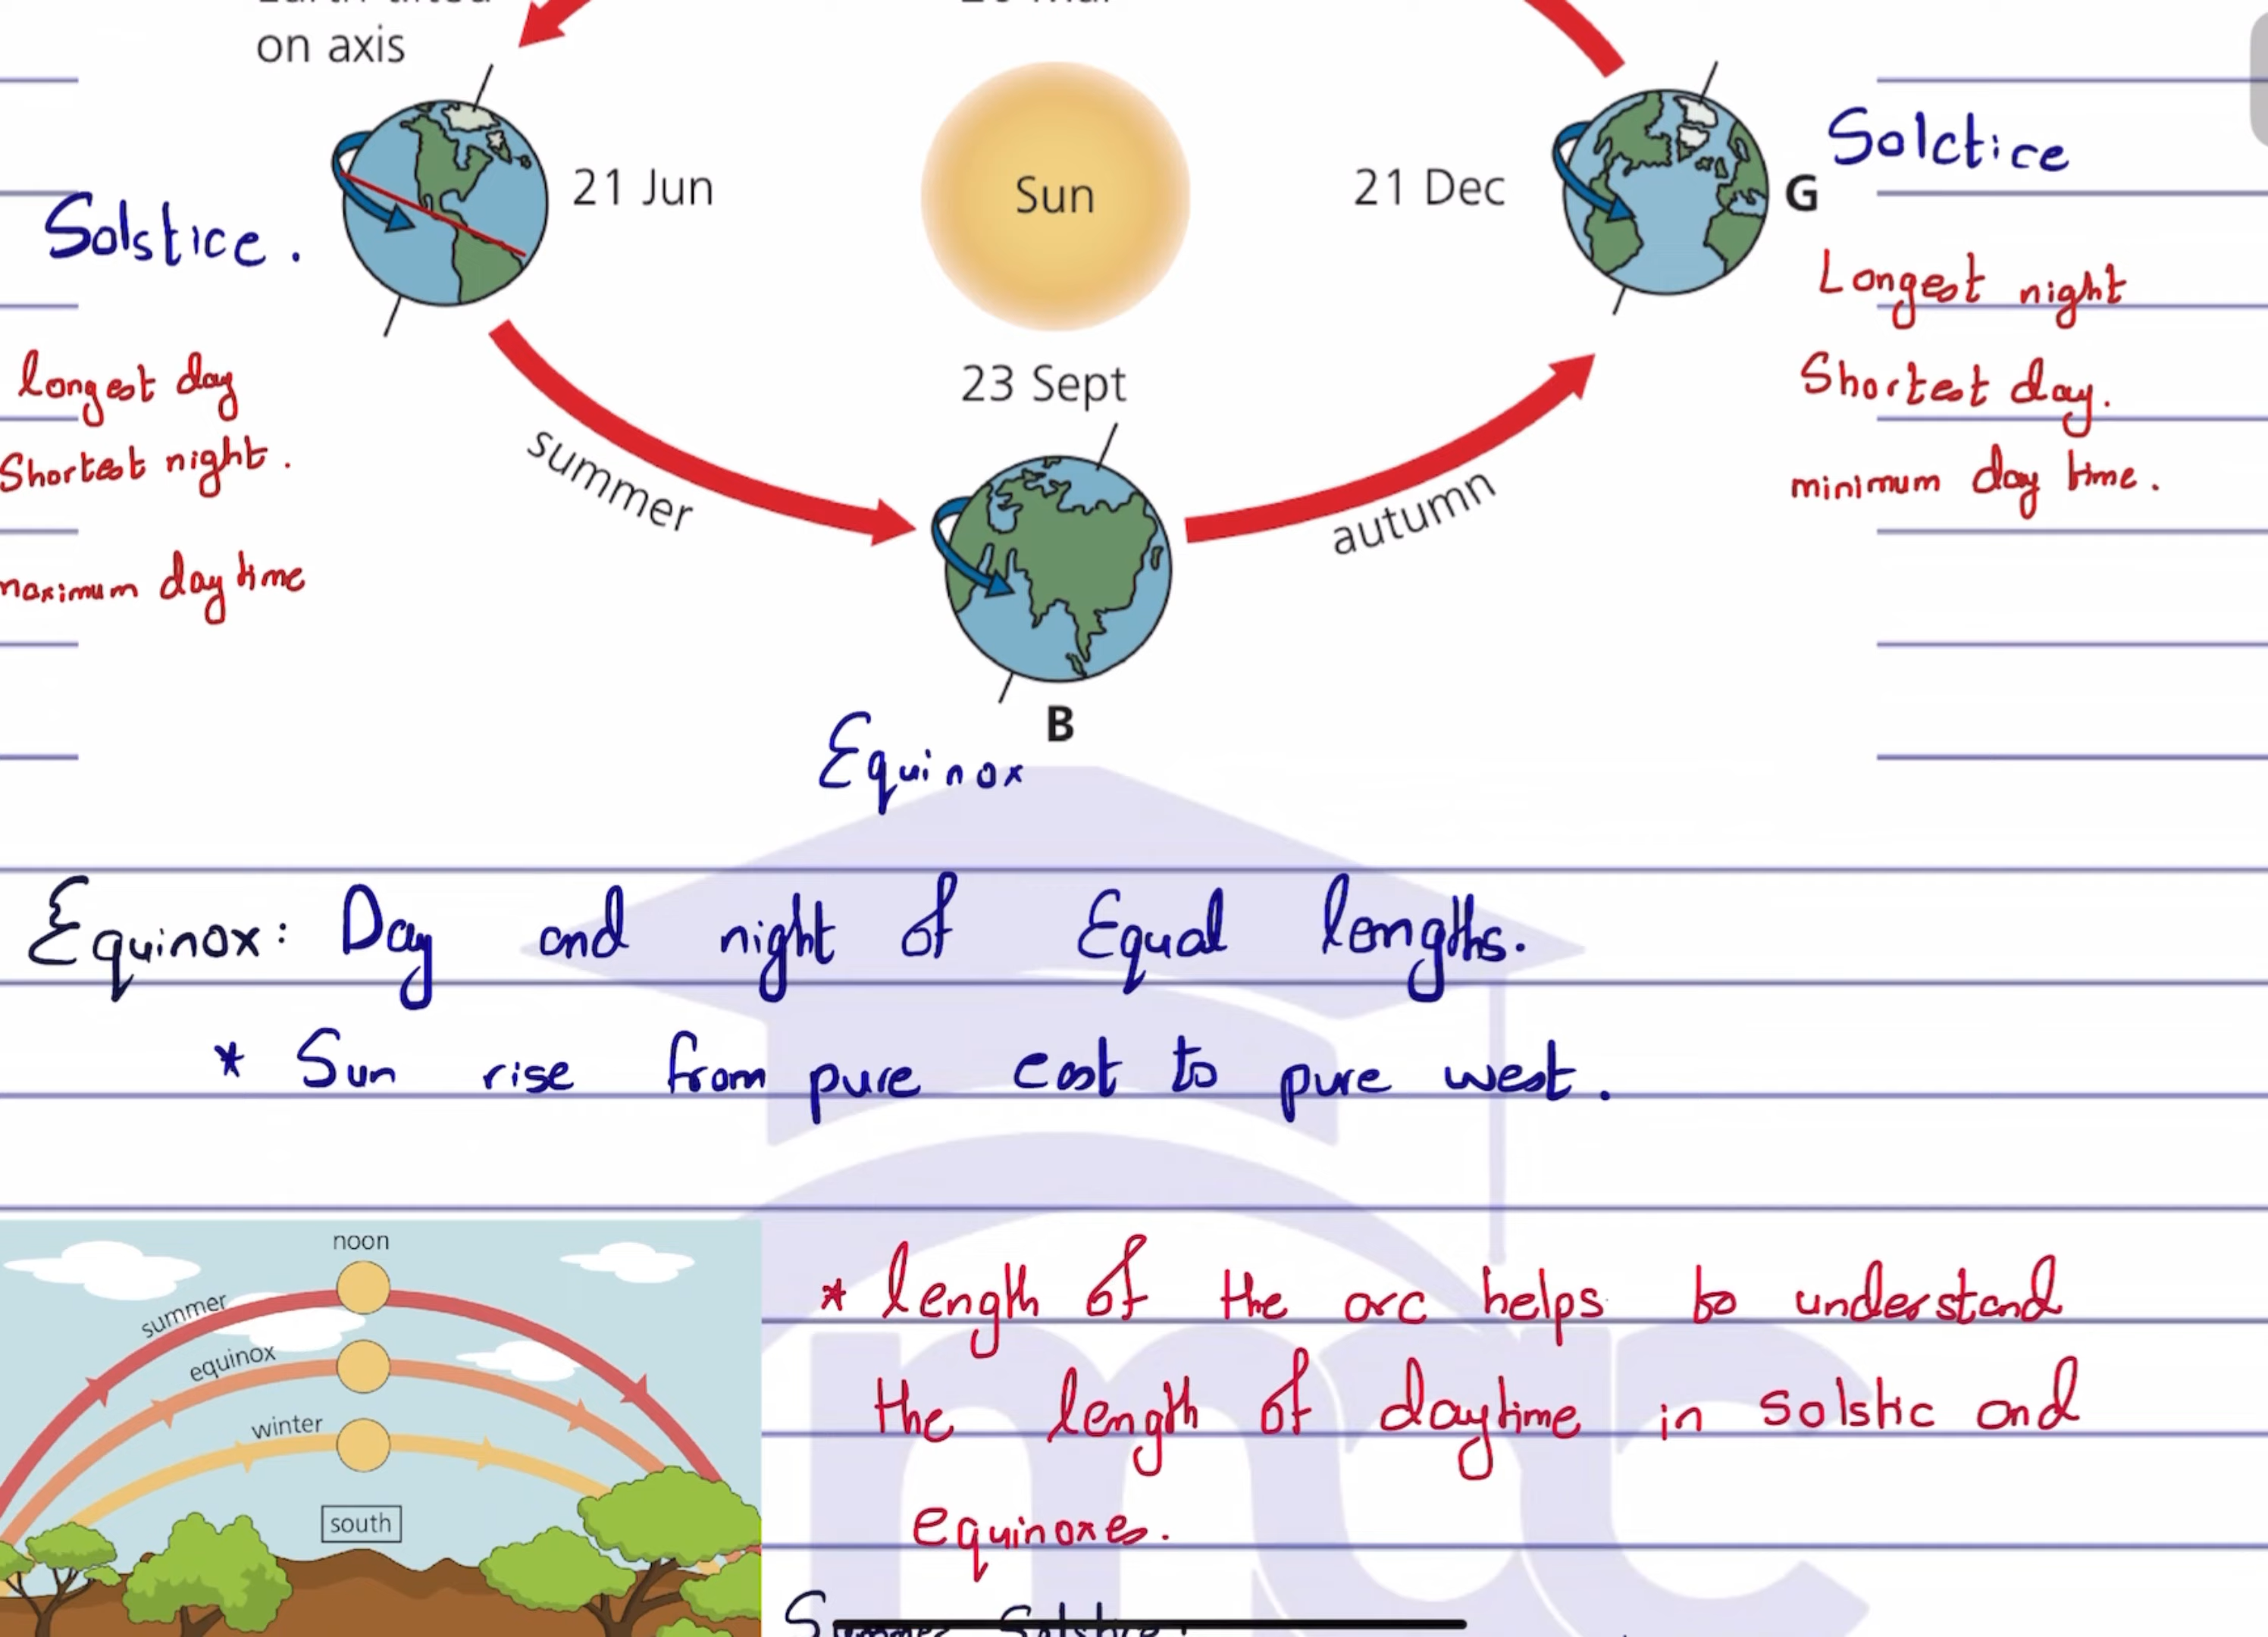 on axis
Sun
21 Jun
21 Dec
G
Solctice
Solstice.
Longest night
Shortest day.
minimum day time.
longest day
Shortest night.
maximum day time
23 Sept
summer
autumn
B
Equinox
Equinox: Day and night of Equal lengths.
* Sun rise from pure east to pure west.
noon
summer
equinox
winter
south
* length of the arc helps to understand
the length of daytime in Solstic and
equinoxes.